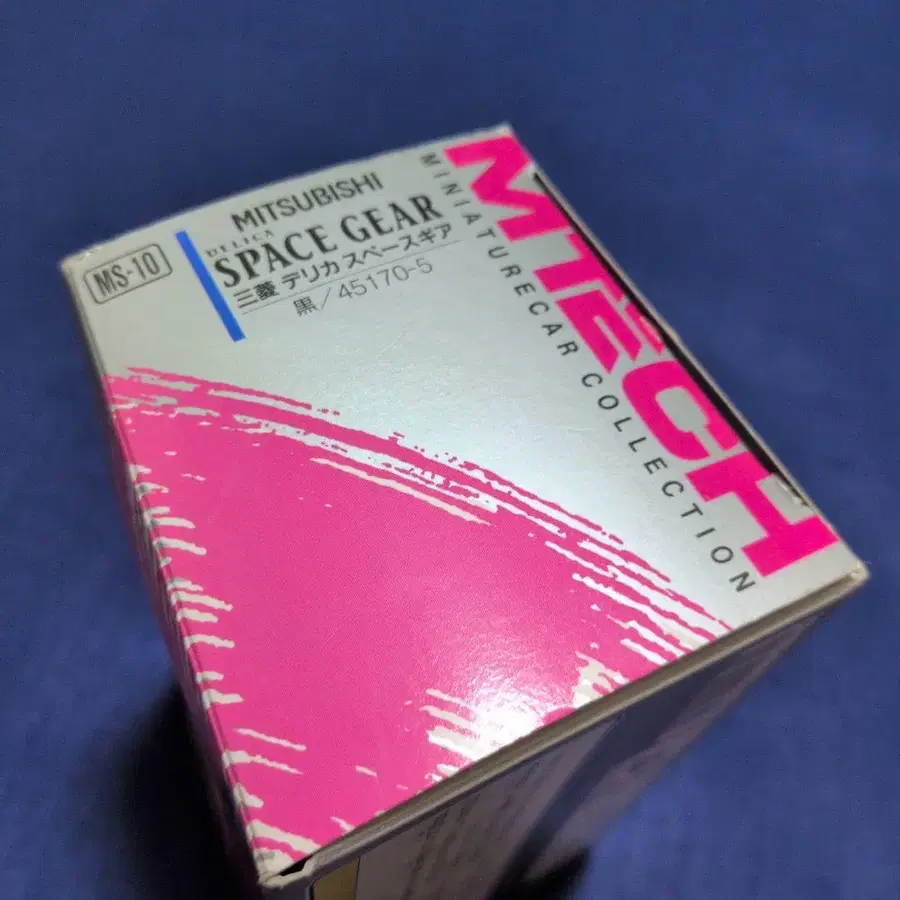 MS-10
MITSUBISHI
DELICA
SPACE GEAR
三菱 デリカ スペースギア
黒/45170-5
MTECH
MINIATURECAR COLLECTION